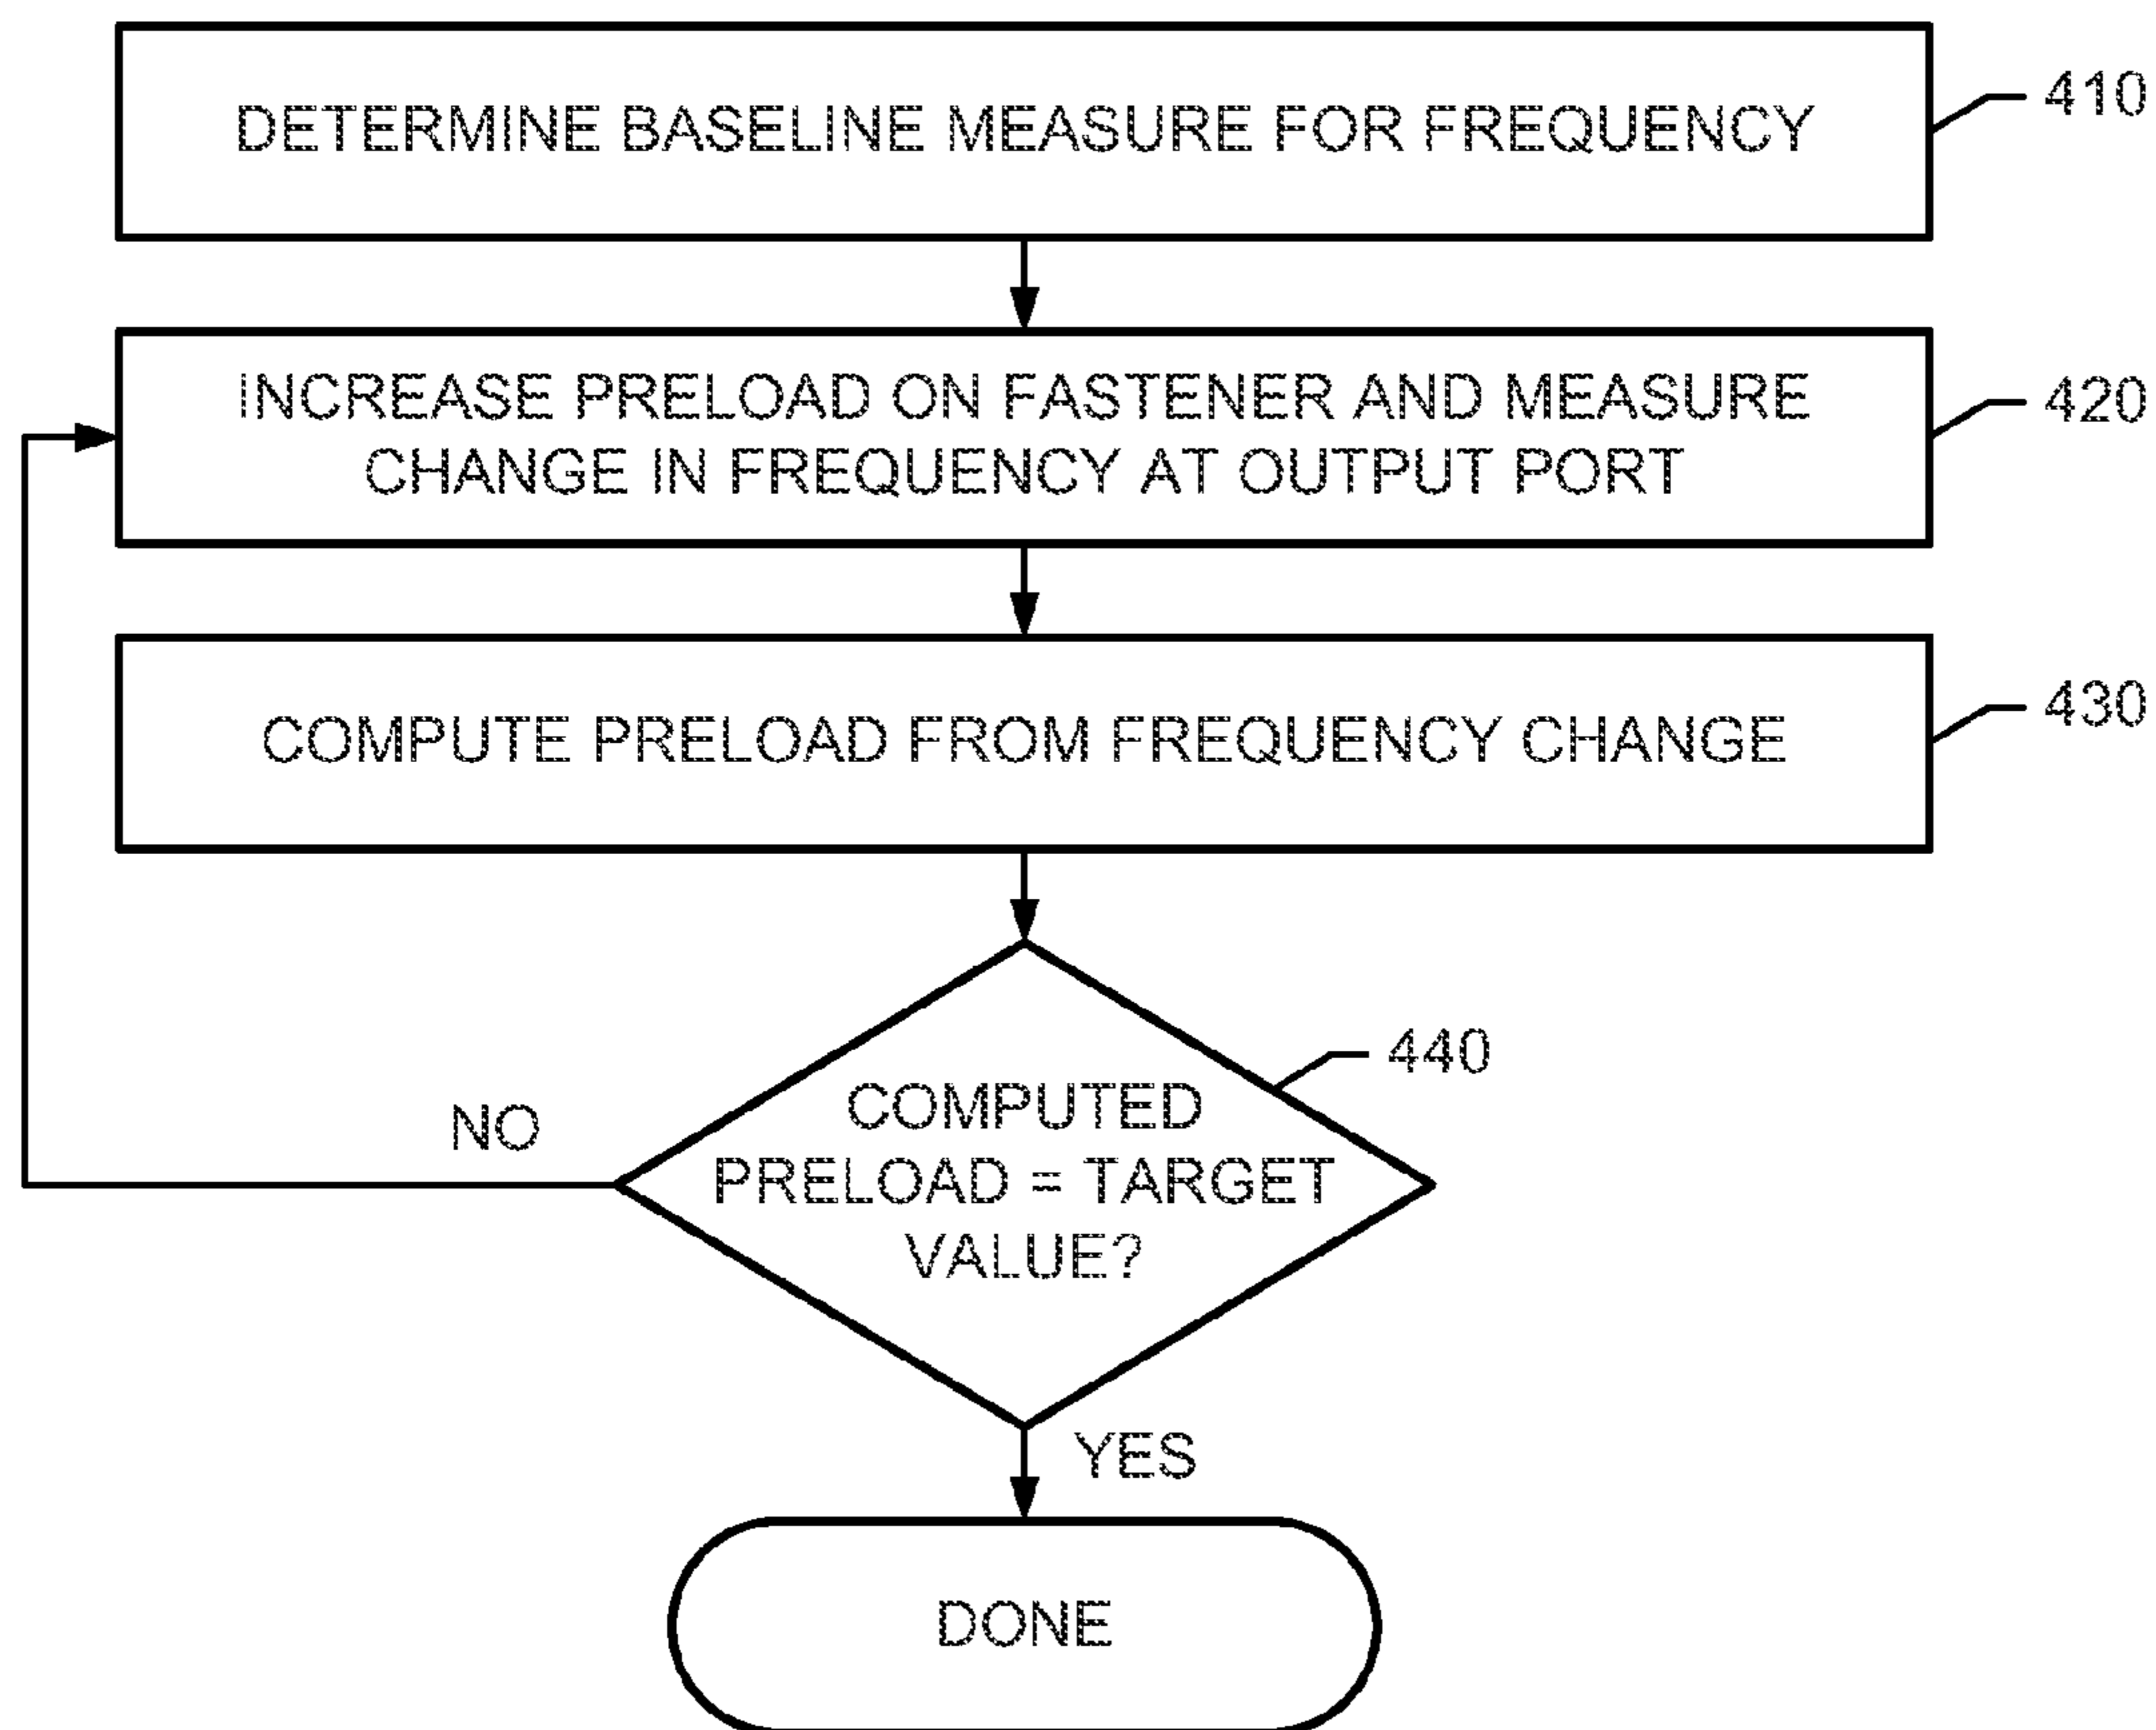 DETERMINE BASELINE MEASURE FOR FREQUENCY
410
INCREASE PRELOAD ON FASTENER AND MEASURE
CHANGE IN FREQUENCY AT OUTPUT PORT
420
COMPUTE PRELOAD FROM FREQUENCY CHANGE
430
440
COMPUTED
PRELOAD = TARGET
VALUE?
NO
YES
DONE